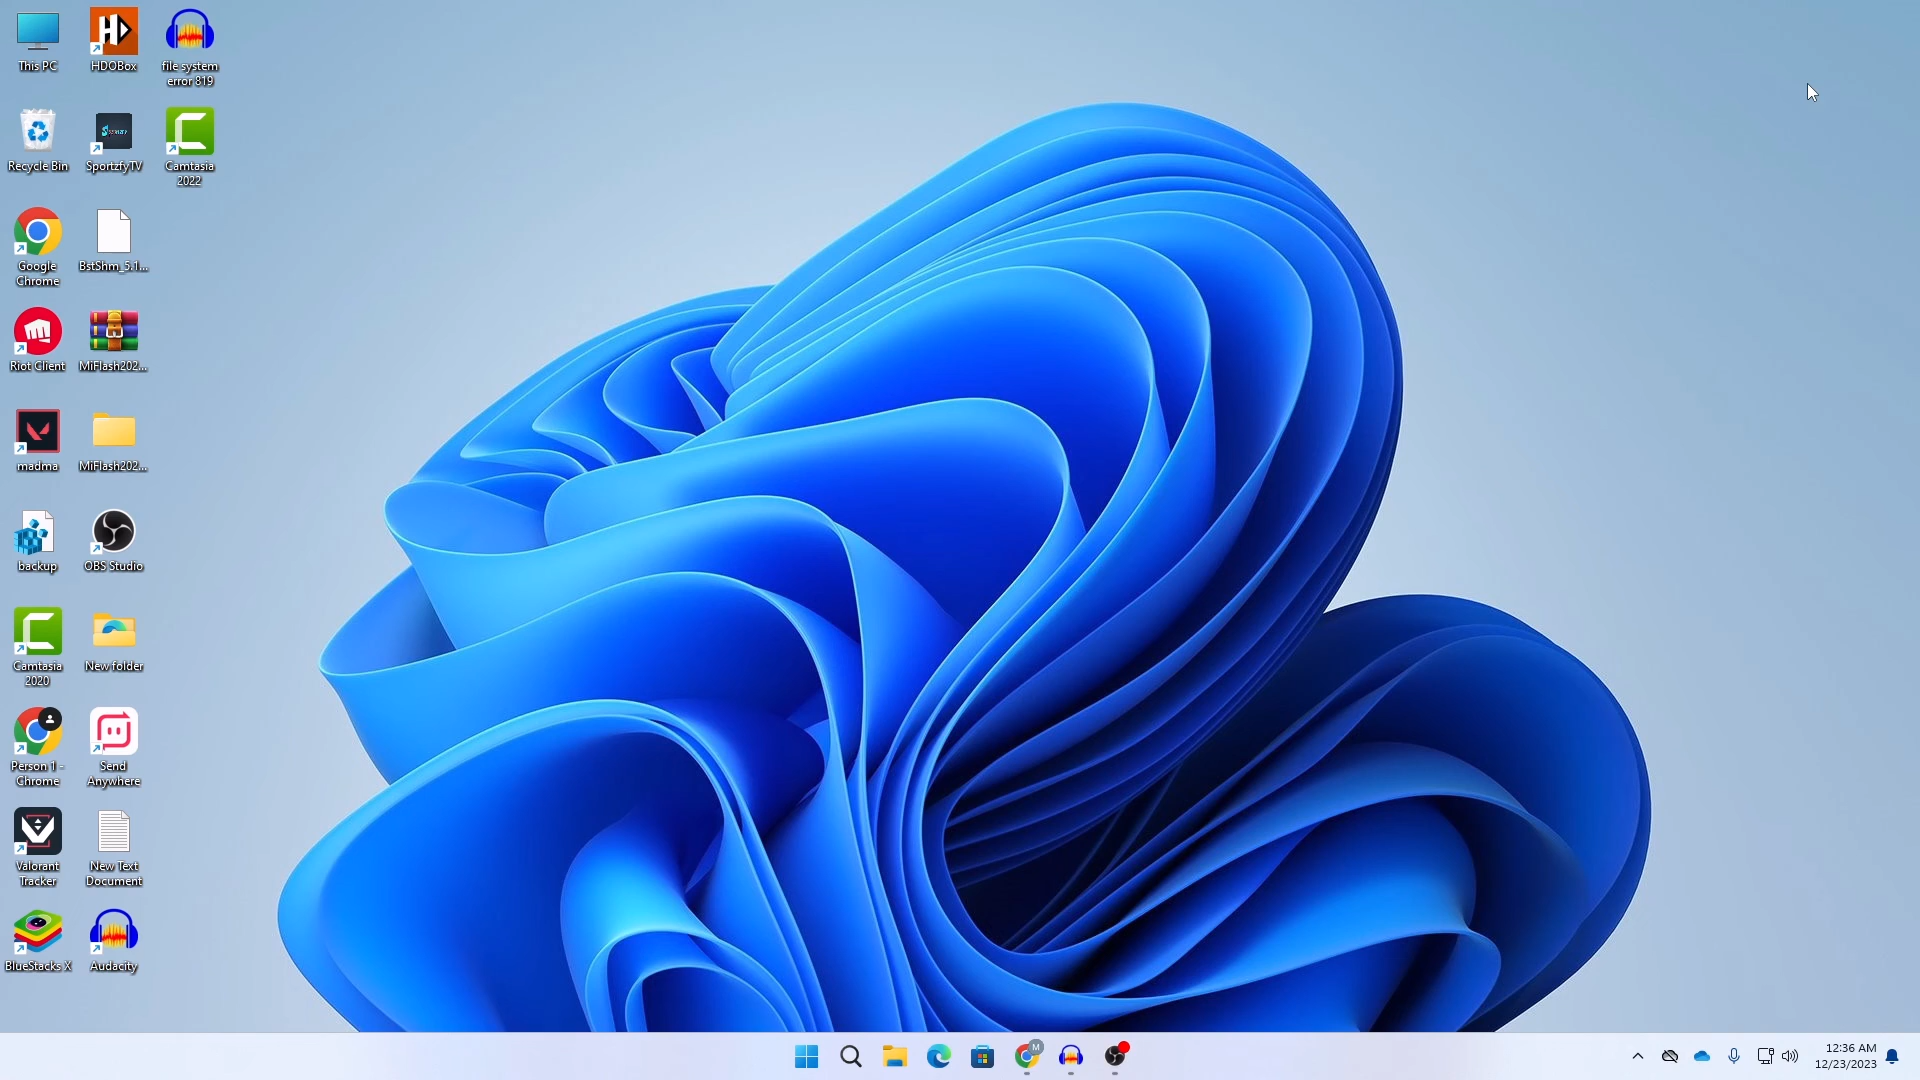 This PC
HDOBox
file system
error 819
Recycle Bin
SportzfyTV
Camtasia
2022
Google
Chrome
BstShm_5.1...
Riot Client
MiFlash202...
madma
MiFlash202...
backup
OBS Studio
Camtasia
2020
New folder
Person 1 -
Chrome
Send
Anywhere
Valorant
Tracker
New Text
Document
BlueStacks X
Audacity
M
12:36 AM
12/23/2023